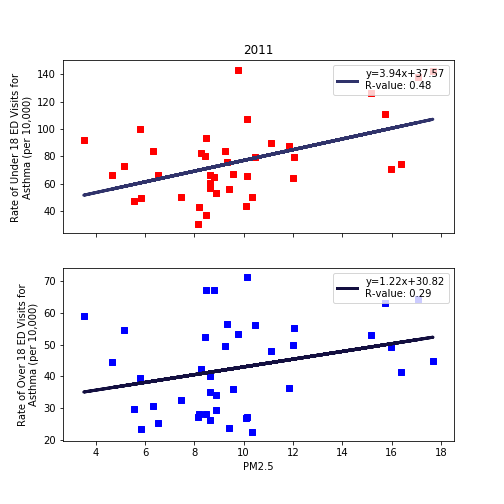 2011
Rate of Under 18 ED Visits for
Asthma (per 10,000)
140
120
100
80
60
40
y=3.94x+37.57
R-value: 0.48
Rate of Over 18 ED Visits for
Asthma (per 10,000)
70
60
50
40
30
20
y=1.22x+30.82
R-value: 0.29
4 6 8 10 12 14 16 18
PM2.5